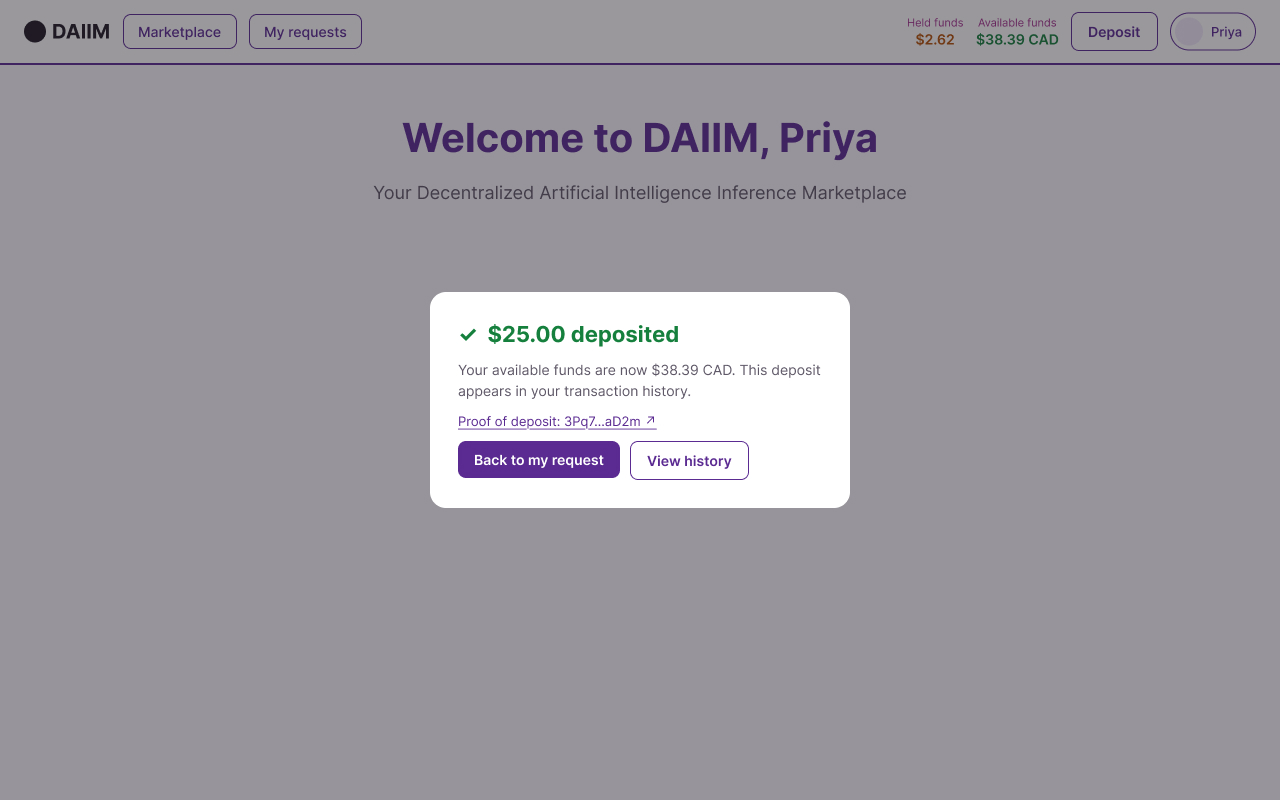 DAIIM
Marketplace
My requests
Held funds
$2.62
Available funds
$38.39 CAD
Deposit
Priya
Welcome to DAIIM, Priya
Your Decentralized Artificial Intelligence Inference Marketplace
✓ $25.00 deposited
Your available funds are now $38.39 CAD. This deposit
appears in your transaction history.
Proof of deposit: 3Pq7...aD2m ↗
Back to my request
View history